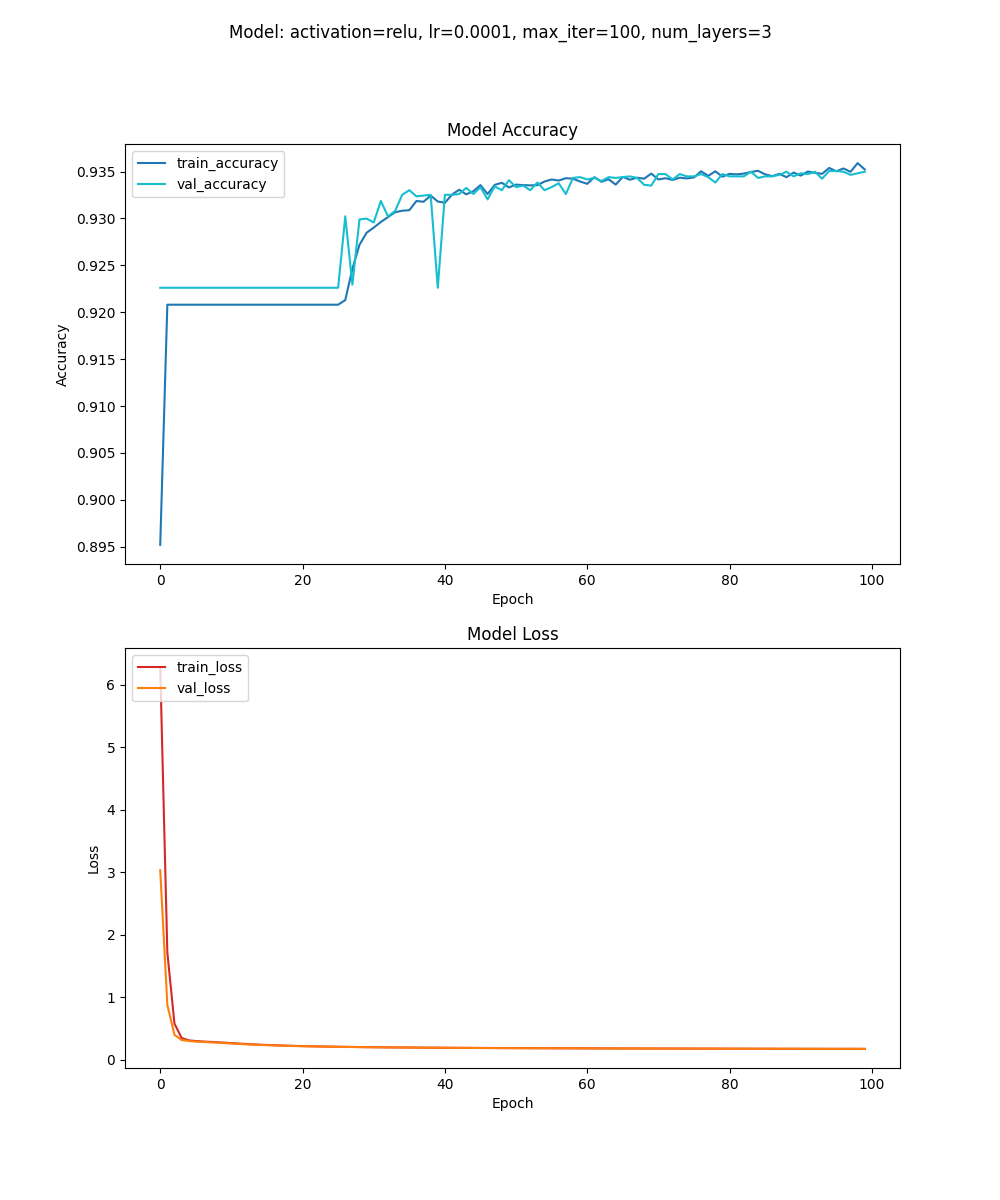 Model: activation=relu, lr=0.0001, max_iter=100, num_layers=3
Model Accuracy
train_accuracy
val_accuracy
0.935
0.930
0.925
0.920
0.915
0.910
0.905
0.900
0.895
Accuracy
0 20 40 60 80 100
Epoch
Model Loss
train_loss
val_loss
6
5
4
3
2
1
0
Loss
0 20 40 60 80 100
Epoch